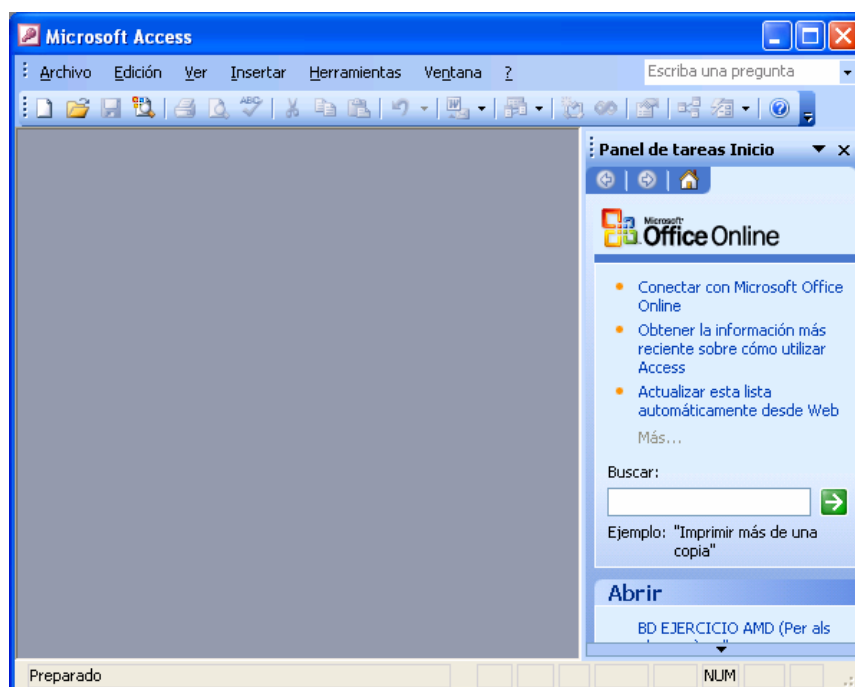 Microsoft Access
Archivo Edición Ver Insertar Herramientas Ventana ? Escriba una pregunta
ABC
W
Panel de tareas Inicio
Microsoft
Office Online
Conectar con Microsoft Office
Online
Obtener la información más
reciente sobre cómo utilizar
Access
Actualizar esta lista
automáticamente desde Web
Más...
Buscar:
Ejemplo: "Imprimir más de una
copia"
Abrir
BD EJERCICIO AMD (Per als
Preparado NUM